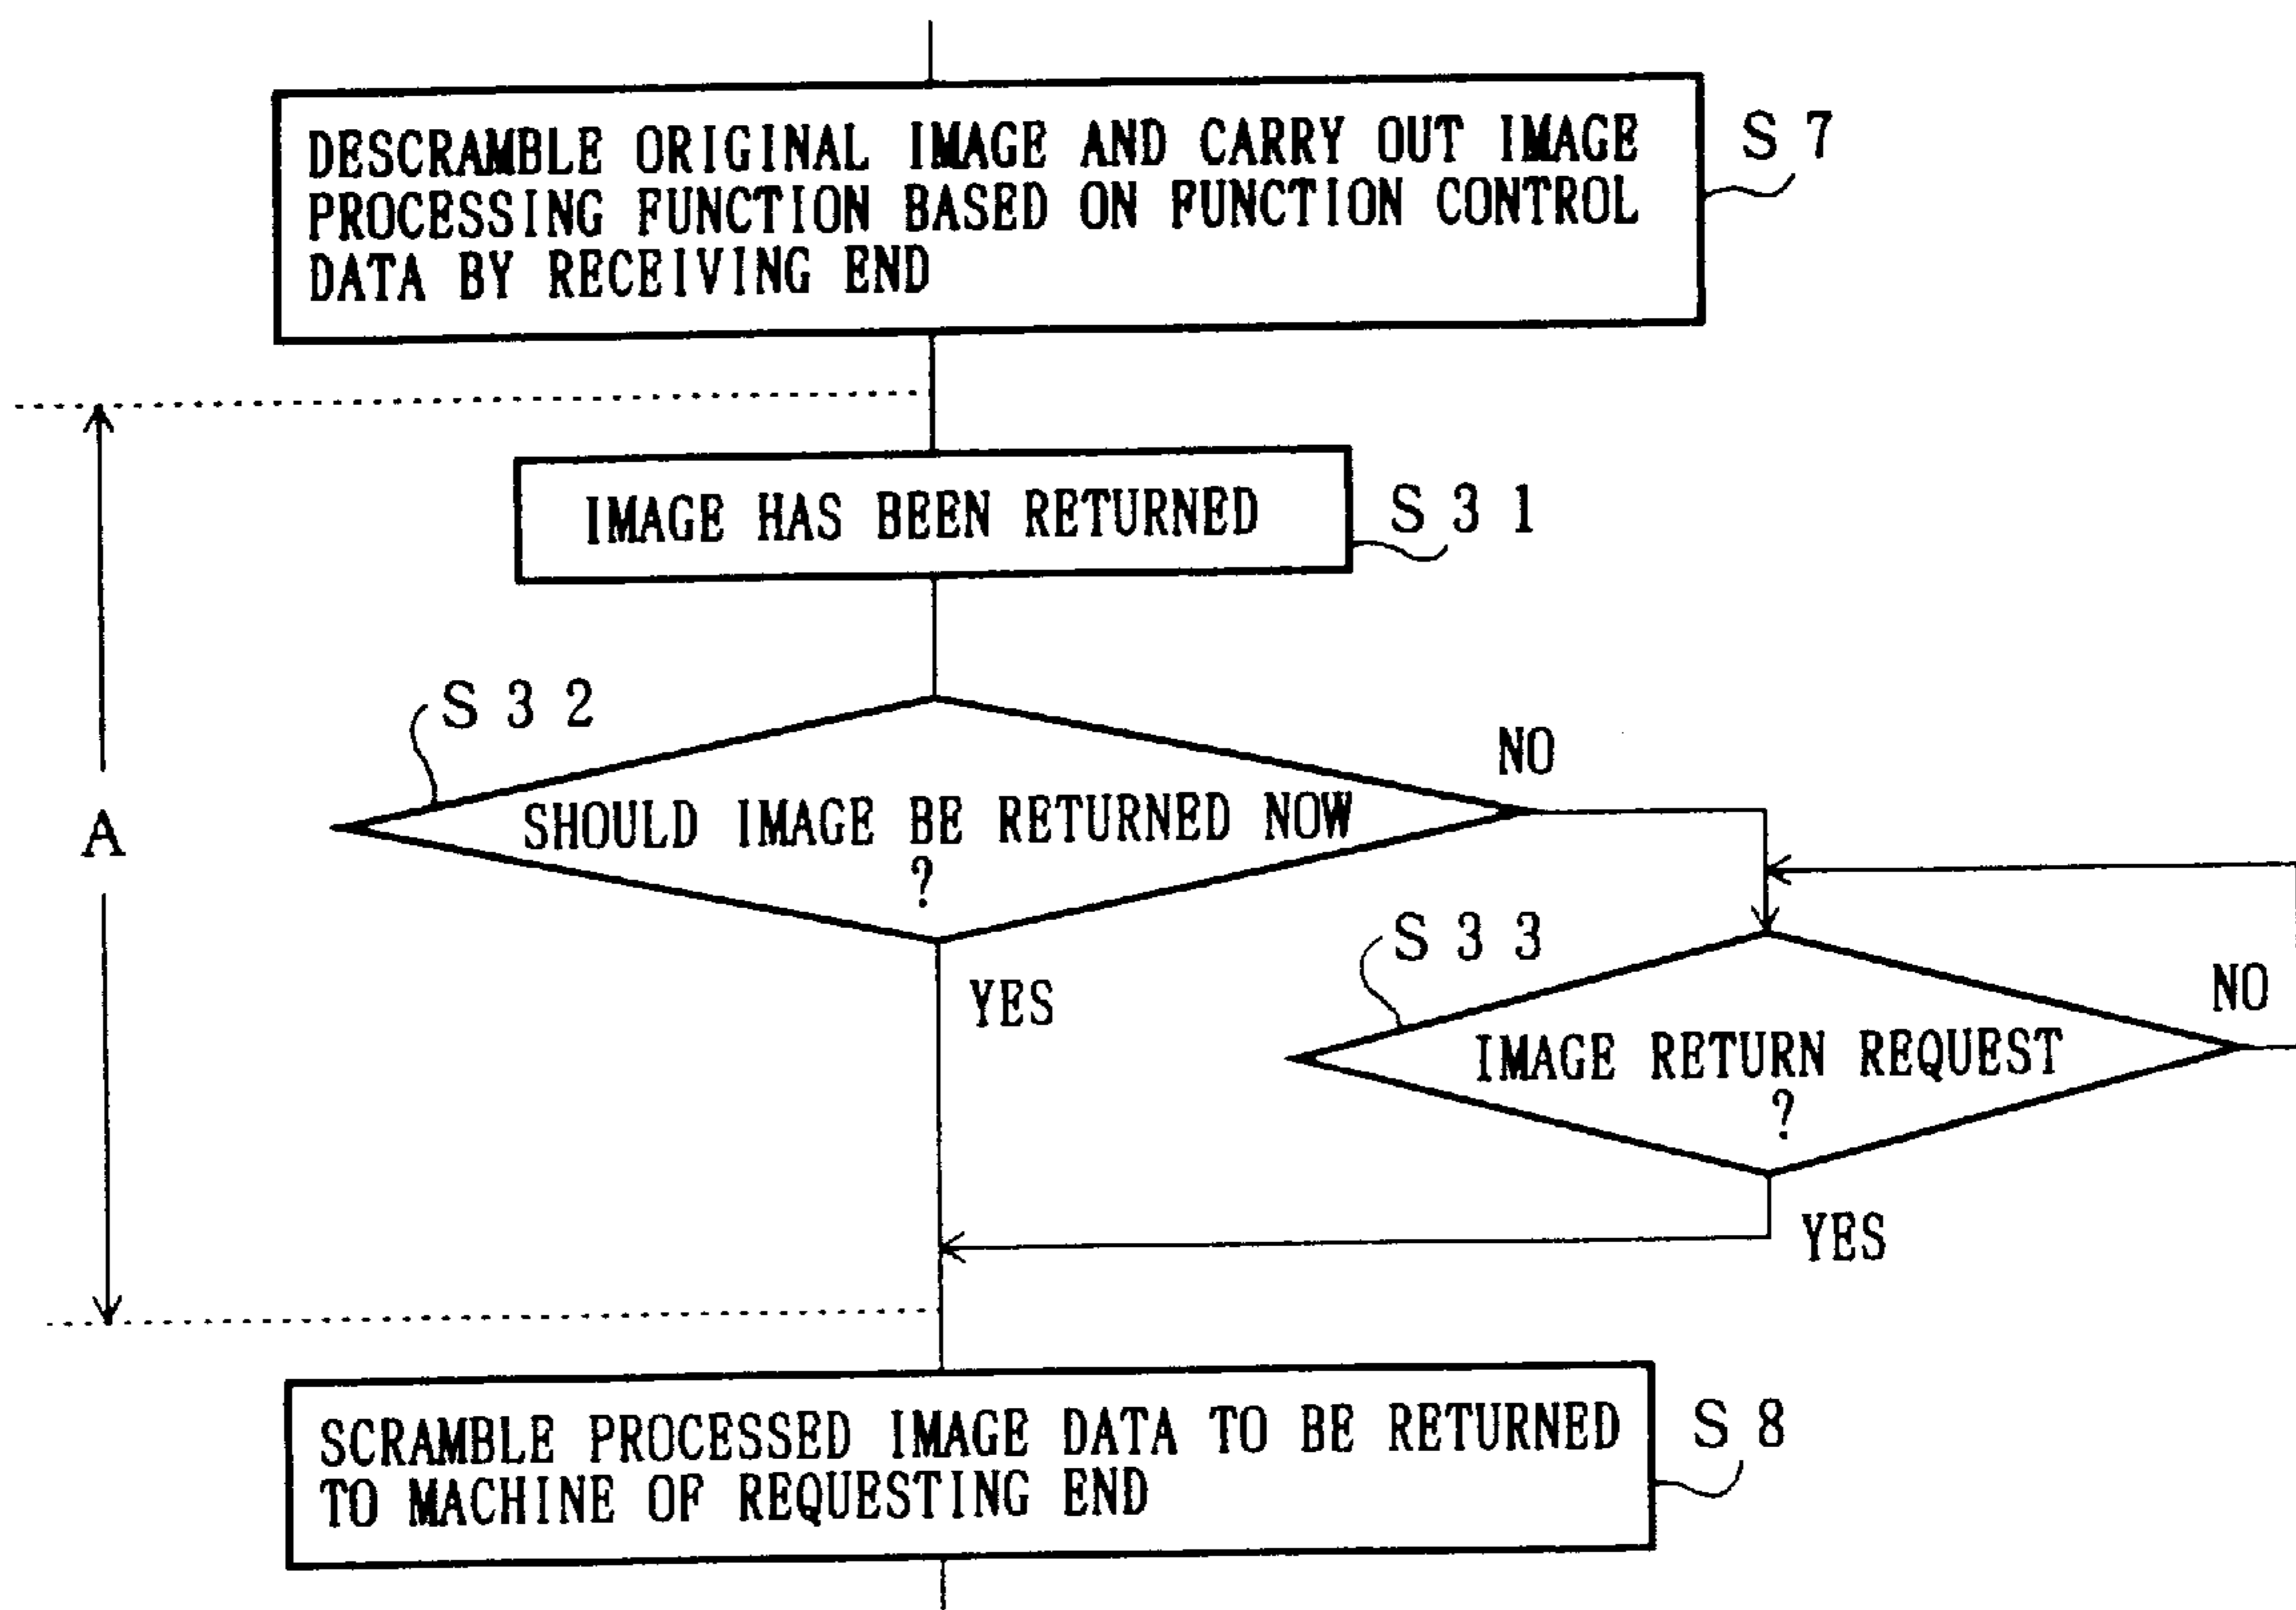 DESCRAMBLE ORIGINAL IMAGE AND CARRY OUT IMAGE
PROCESSING FUNCTION BASED ON FUNCTION CONTROL
DATA BY RECEIVING END
S 7
IMAGE HAS BEEN RETURNED
S 3 1
S 3 2
NO
SHOULD IMAGE BE RETURNED NOW
?
A
YES
S 3 3
NO
IMAGE RETURN REQUEST
?
YES
SCRAMBLE PROCESSED IMAGE DATA TO BE RETURNED
TO MACHINE OF REQUESTING END
S 8